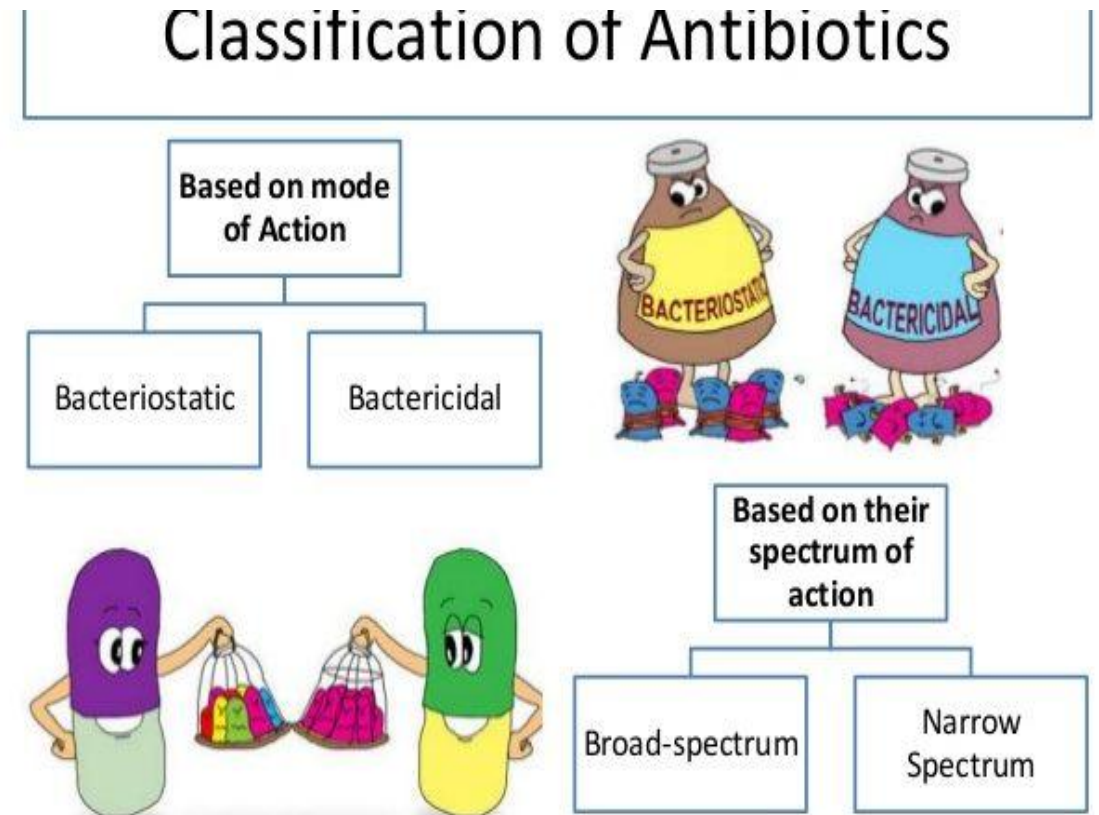 Classification of Antibiotics
Based on mode
of Action
Bacteriostatic
Bactericidal
BACTERIOSTATIC
BACTERICIDAL
Based on their
spectrum of
action
Broad-spectrum
Narrow
Spectrum